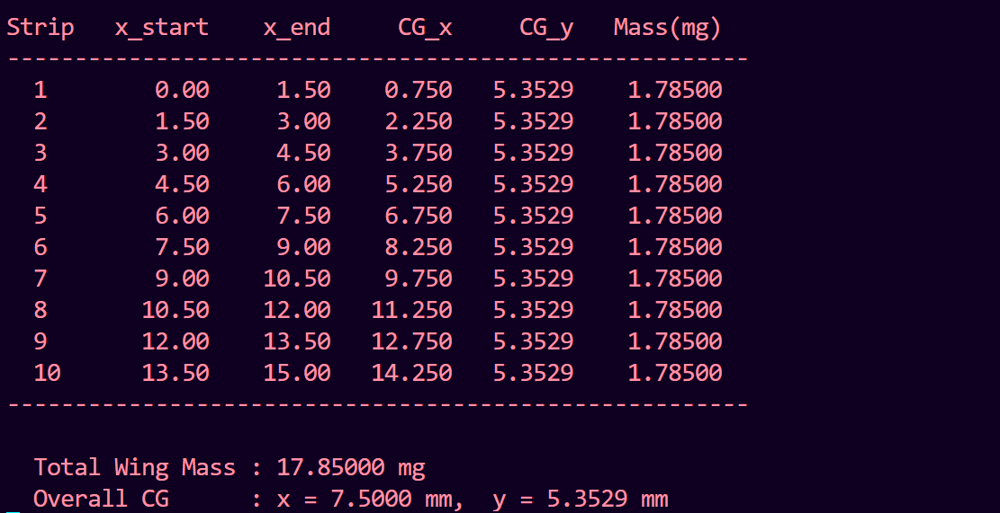 Strip   x_start    x_end     CG_x     CG_y   Mass(mg)
-------------------------------------------------------
  1        0.00     1.50    0.750   5.3529    1.78500
  2        1.50     3.00    2.250   5.3529    1.78500
  3        3.00     4.50    3.750   5.3529    1.78500
  4        4.50     6.00    5.250   5.3529    1.78500
  5        6.00     7.50    6.750   5.3529    1.78500
  6        7.50     9.00    8.250   5.3529    1.78500
  7        9.00    10.50    9.750   5.3529    1.78500
  8       10.50    12.00   11.250   5.3529    1.78500
  9       12.00    13.50   12.750   5.3529    1.78500
  10      13.50    15.00   14.250   5.3529    1.78500
-------------------------------------------------------
  Total Wing Mass : 17.85000 mg
  Overall CG      : x = 7.5000 mm,  y = 5.3529 mm